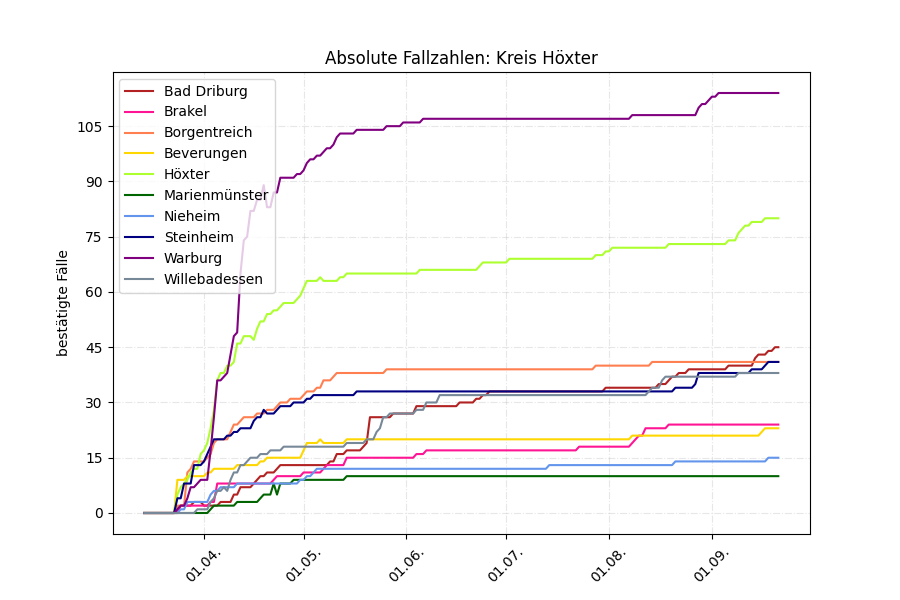 Absolute Fallzahlen: Kreis Höxter
bestätigte Fälle
105
90
75
60
45
30
15
0
Bad Driburg
Brakel
Borgentreich
Beverungen
Höxter
Marienmünster
Nieheim
Steinheim
Warburg
Willebadessen
01.04.
01.05.
01.06.
01.07.
01.08.
01.09.